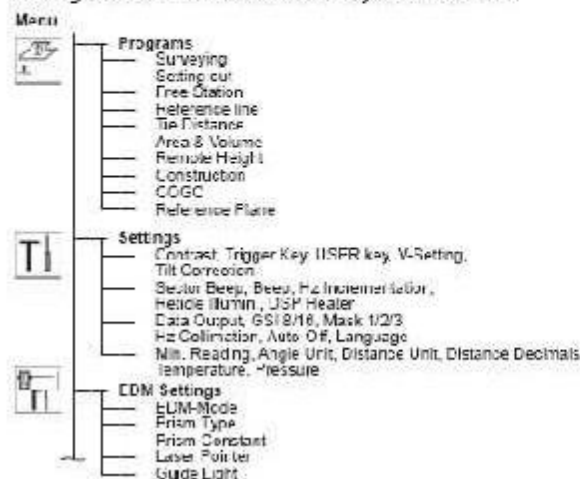 Menu
Programs
Surveying
Setting out
Free Station
Reference line
Tie Distance
Area & Volume
Remote Height
Construction
COGO
Reference Plane
Settings
Contrast, Trigger Key, USER key, V-Setting,
Tilt Correction
Sector Beep, Beep, Hz Incrementation,
Reticle Illumin., DSP Heater
Data Output, GSI 8/16, Mask 1/2/3
Hz Collimation, Auto-Off, Language
Min. Reading, Angle Unit, Distance Unit, Distance Decimals
Temperature, Pressure
EDM Settings
EDM-Mode
Prism Type
Prism Constant
Laser Pointer
Guide Light